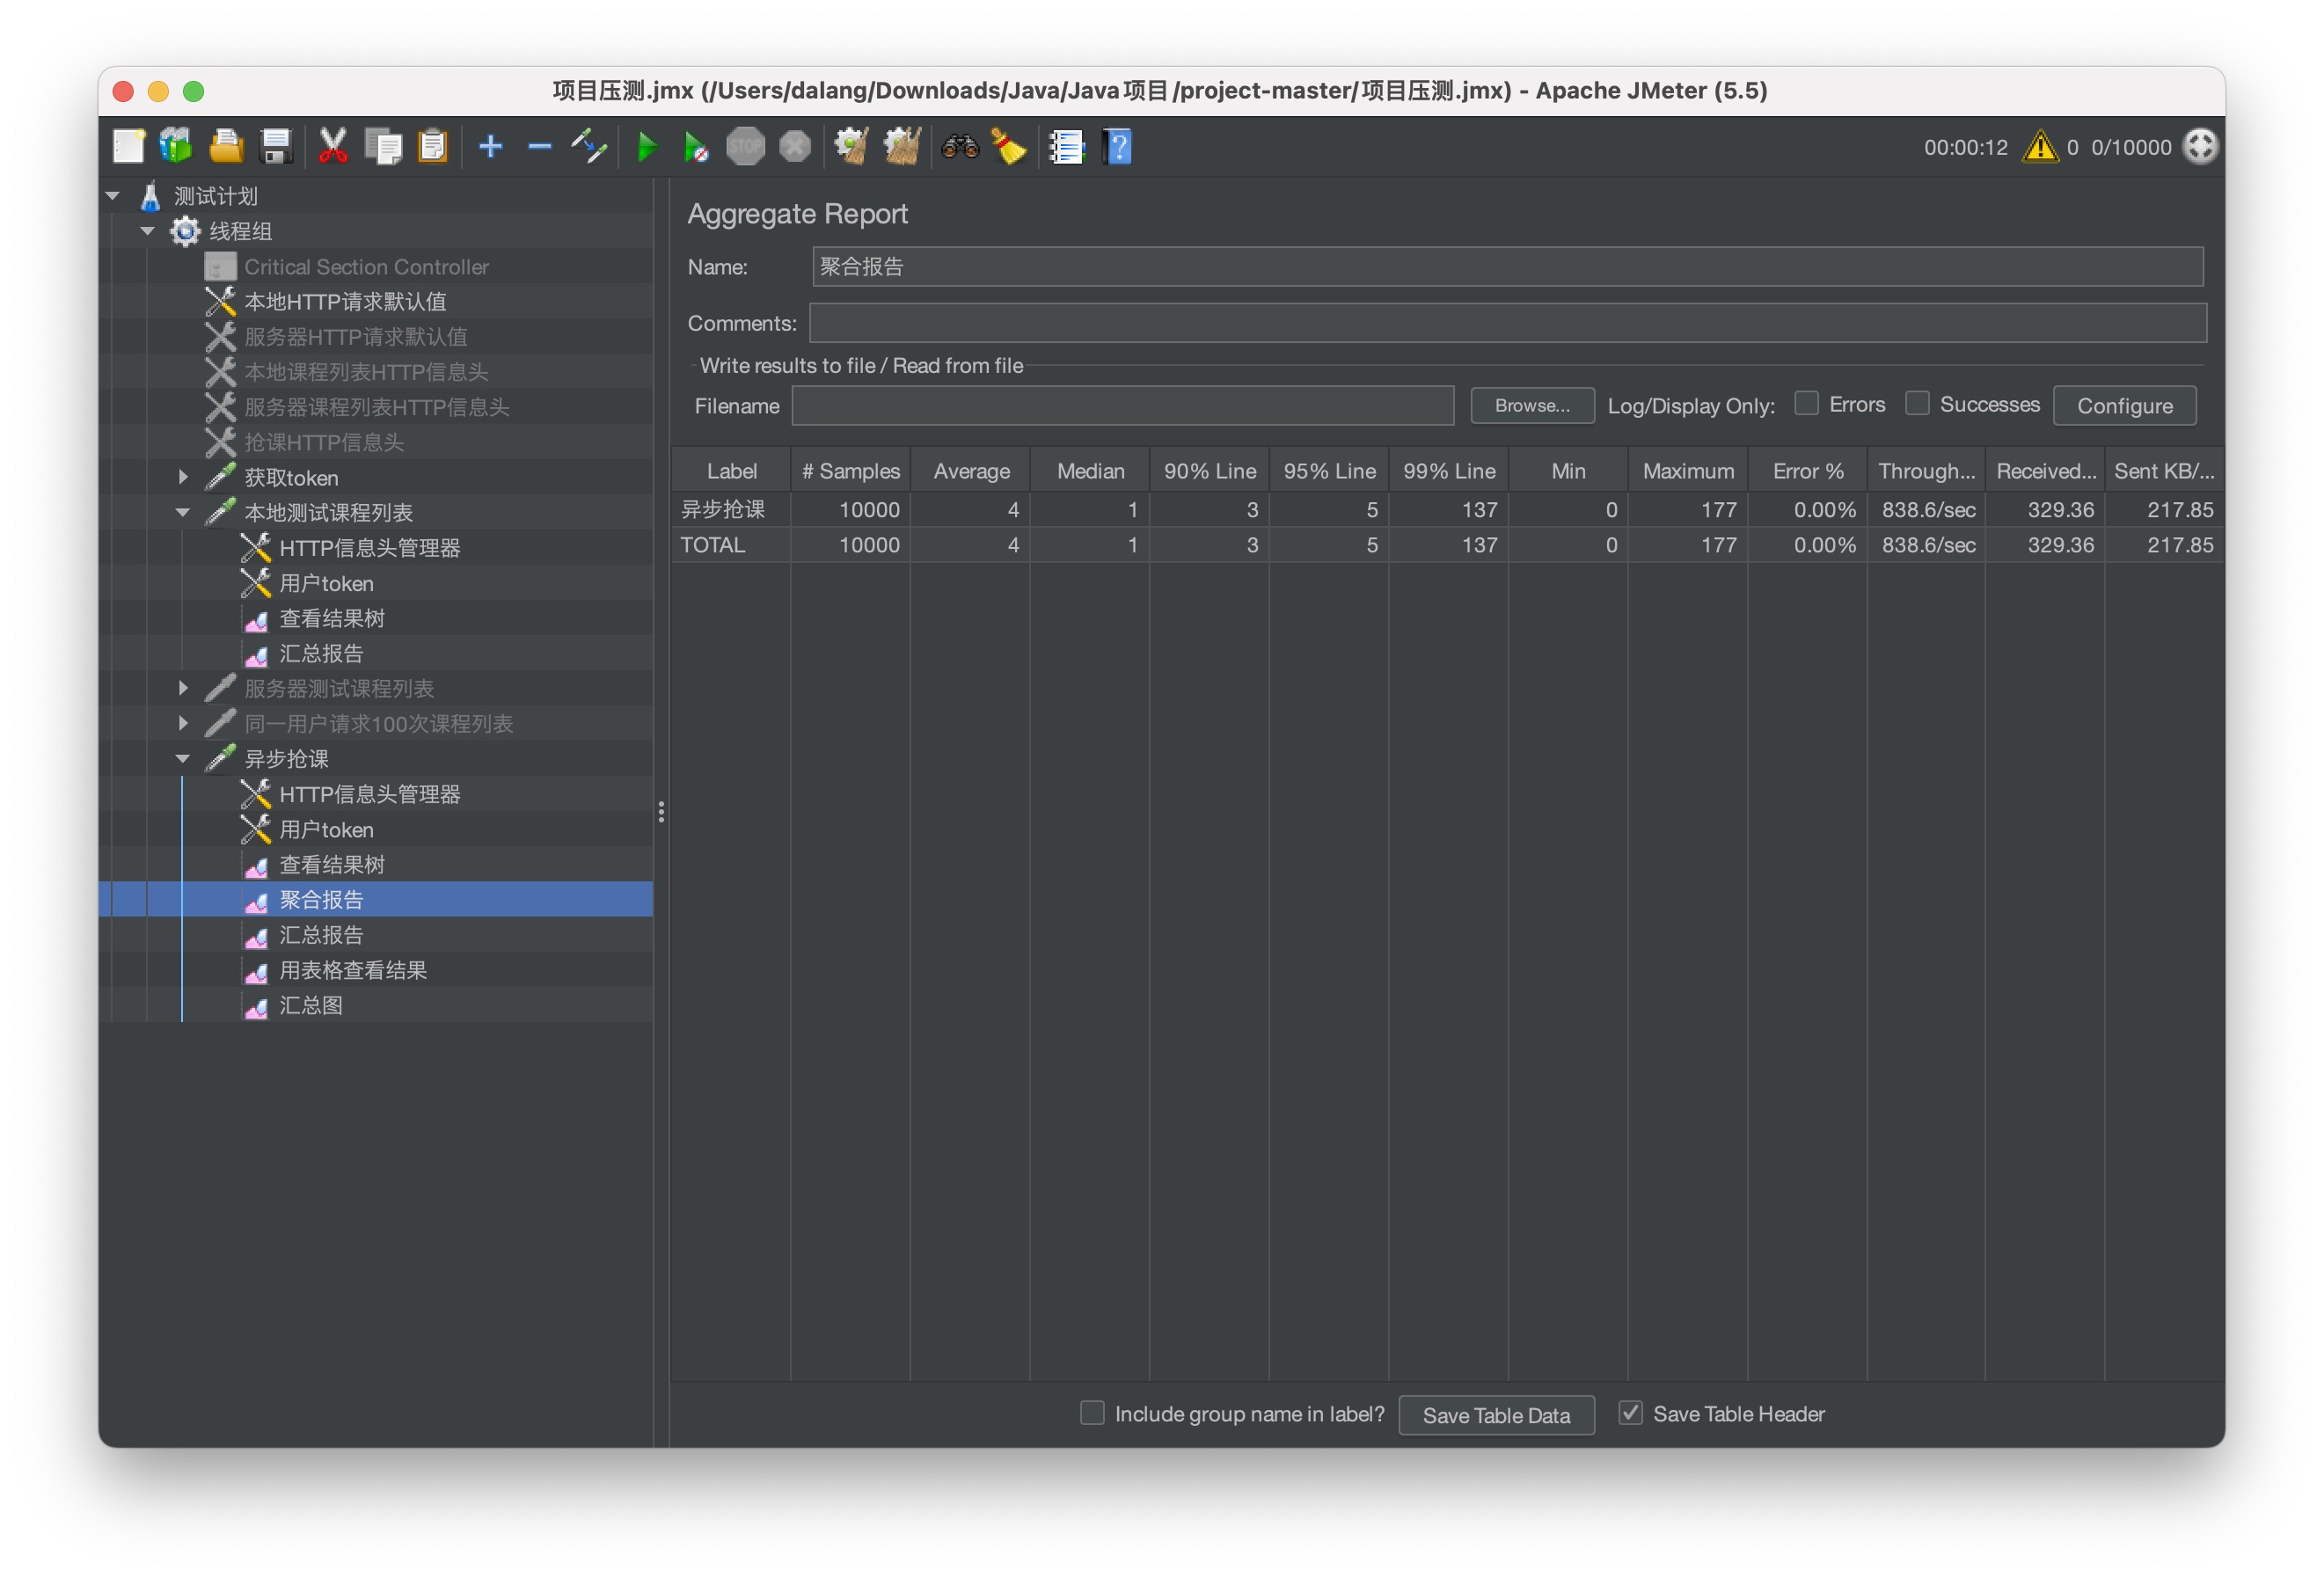 项目压测.jmx (/Users/dalang/Downloads/Java/Java项目/project-master/项目压测.jmx) - Apache JMeter (5.5)
STOP
00:00:12 0 0/10000
测试计划
线程组
Critical Section Controller
本地HTTP请求默认值
服务器HTTP请求默认值
本地课程列表HTTP信息头
服务器课程列表HTTP信息头
抢课HTTP信息头
获取token
本地测试课程列表
HTTP信息头管理器
用户token
查看结果树
汇总报告
服务器测试课程列表
同一用户请求100次课程列表
异步抢课
HTTP信息头管理器
用户token
查看结果树
聚合报告
汇总报告
用表格查看结果
汇总图
Aggregate Report
Name: 聚合报告
Comments:
Write results to file / Read from file
Filename Browse... Log/Display Only: Errors Successes Configure
Label # Samples Average Median 90% Line 95% Line 99% Line Min Maximum Error % Through... Received... Sent KB/...
异步抢课 10000 4 1 3 5 137 0 177 0.00% 838.6/sec 329.36 217.85
TOTAL 10000 4 1 3 5 137 0 177 0.00% 838.6/sec 329.36 217.85
Include group name in label? Save Table Data Save Table Header